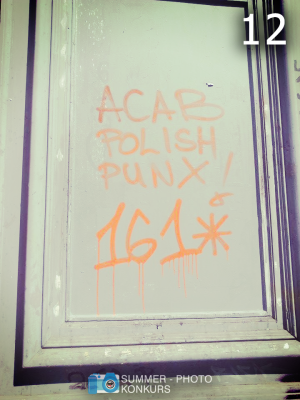 12
ACAB
POLISH
PUNX!
161*
SUMMER - PHOTO
KONKURS